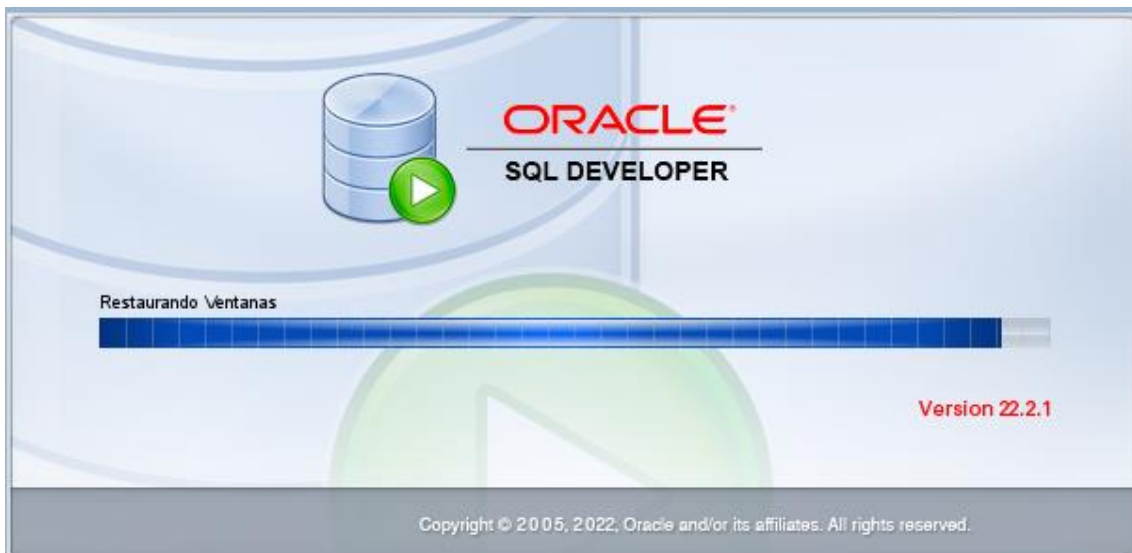 ORACLE®
SQL DEVELOPER
Restaurando Ventanas
Version 22.2.1
Copyright © 2005, 2022, Oracle and/or its affiliates. All rights reserved.